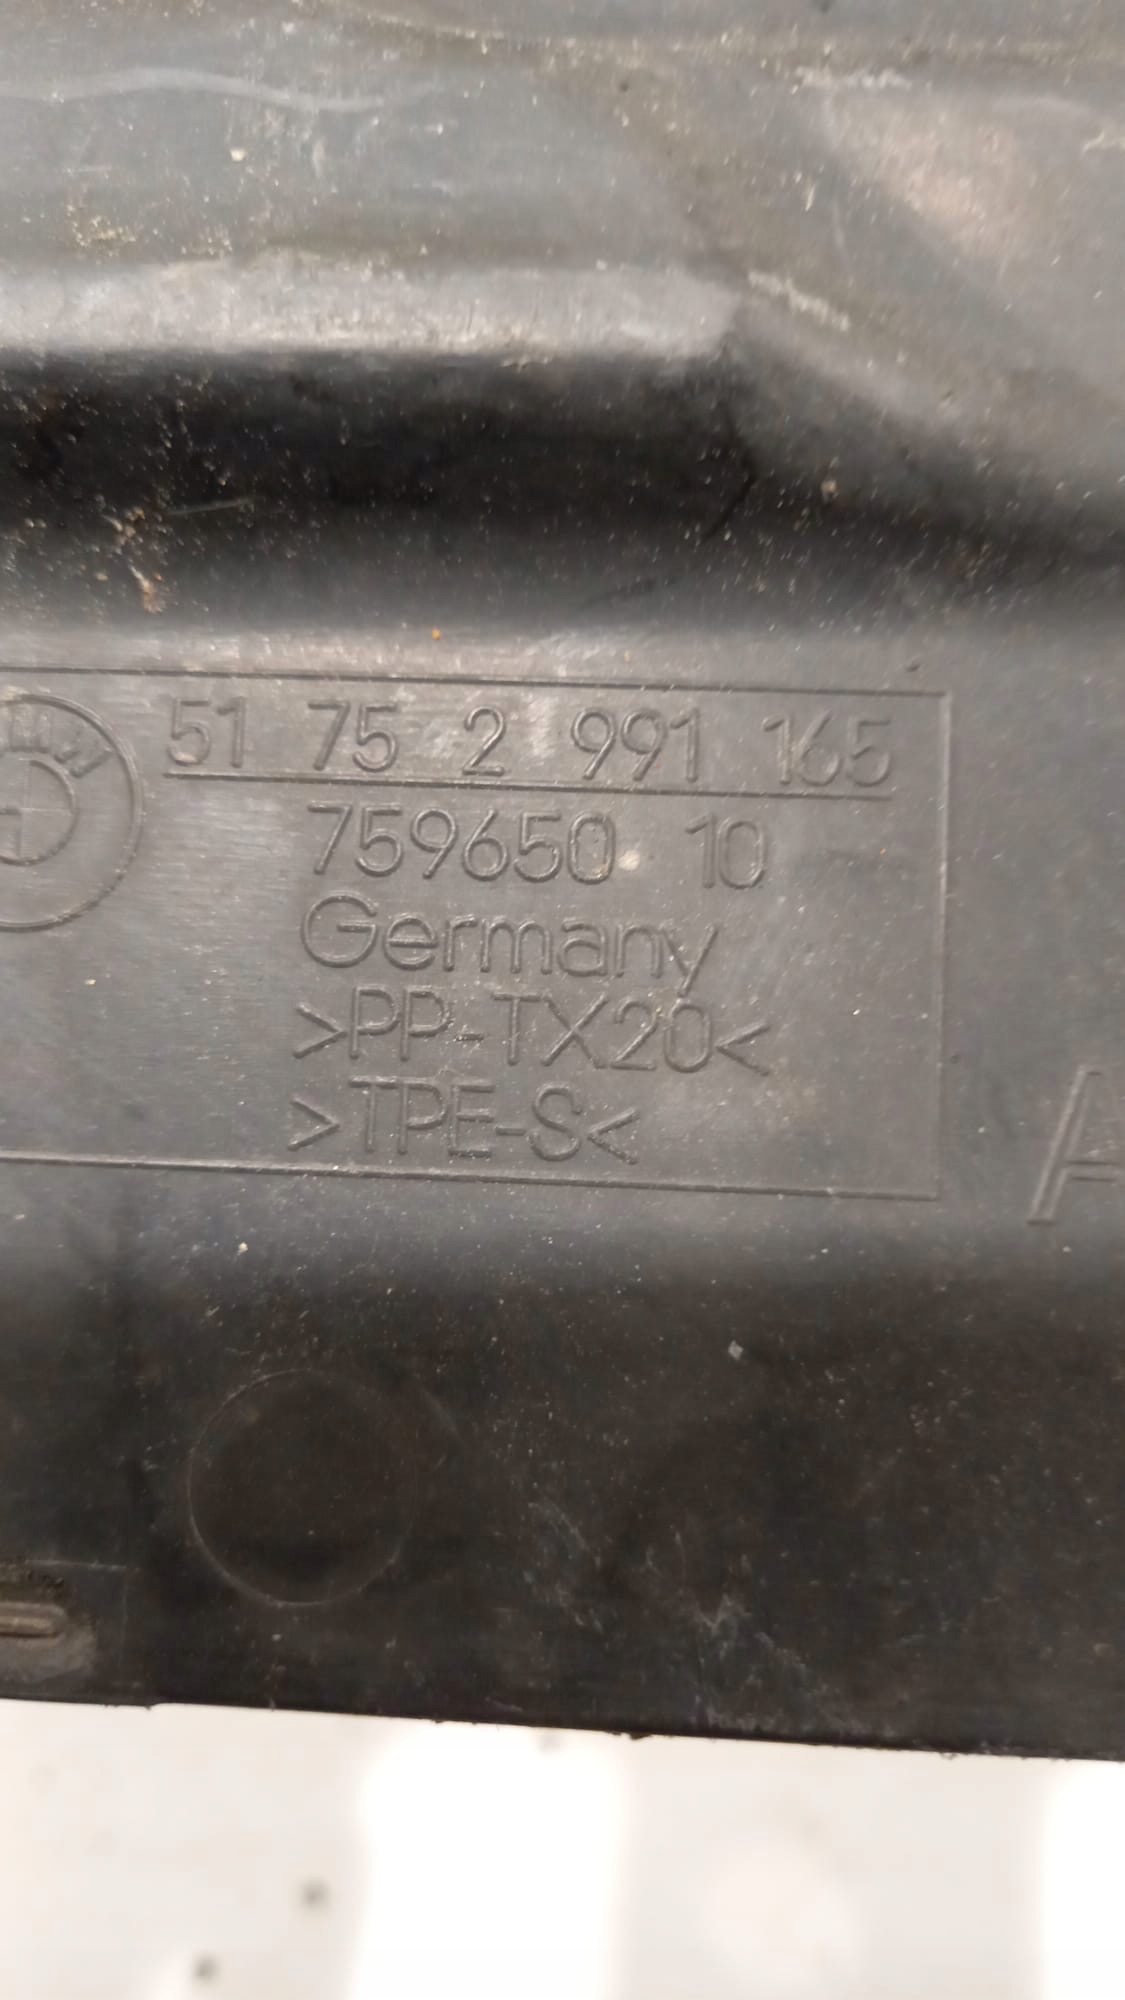 51 75 2 991 165
759650 10
Germany
>PP-TX20<
>TPE-S<
A